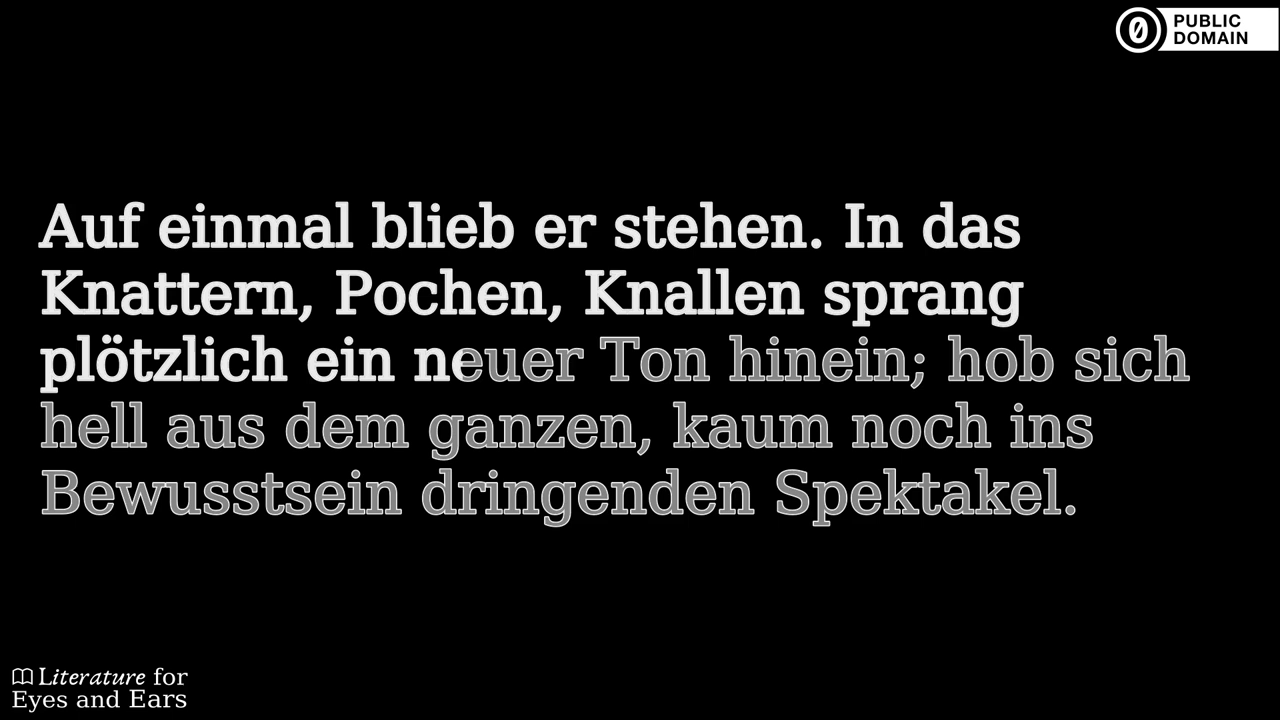 PUBLIC
DOMAIN
Auf einmal blieb er stehen. In das
Knattern, Pochen, Knallen sprang
plötzlich ein neuer Ton hinein; hob sich
hell aus dem ganzen, kaum noch ins
Bewusstsein dringenden Spektakel.
Literature for
Eyes and Ears